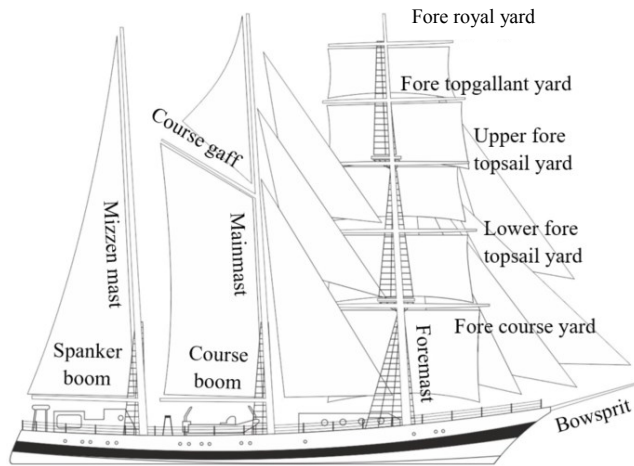 Fore royal yard
Fore topgallant yard
Upper fore
topsail yard
Course gaff
Mizzen mast
Mainmast
Lower fore
topsail yard
Fore course yard
Spanker
boom
Course
boom
Foremast
Bowsprit